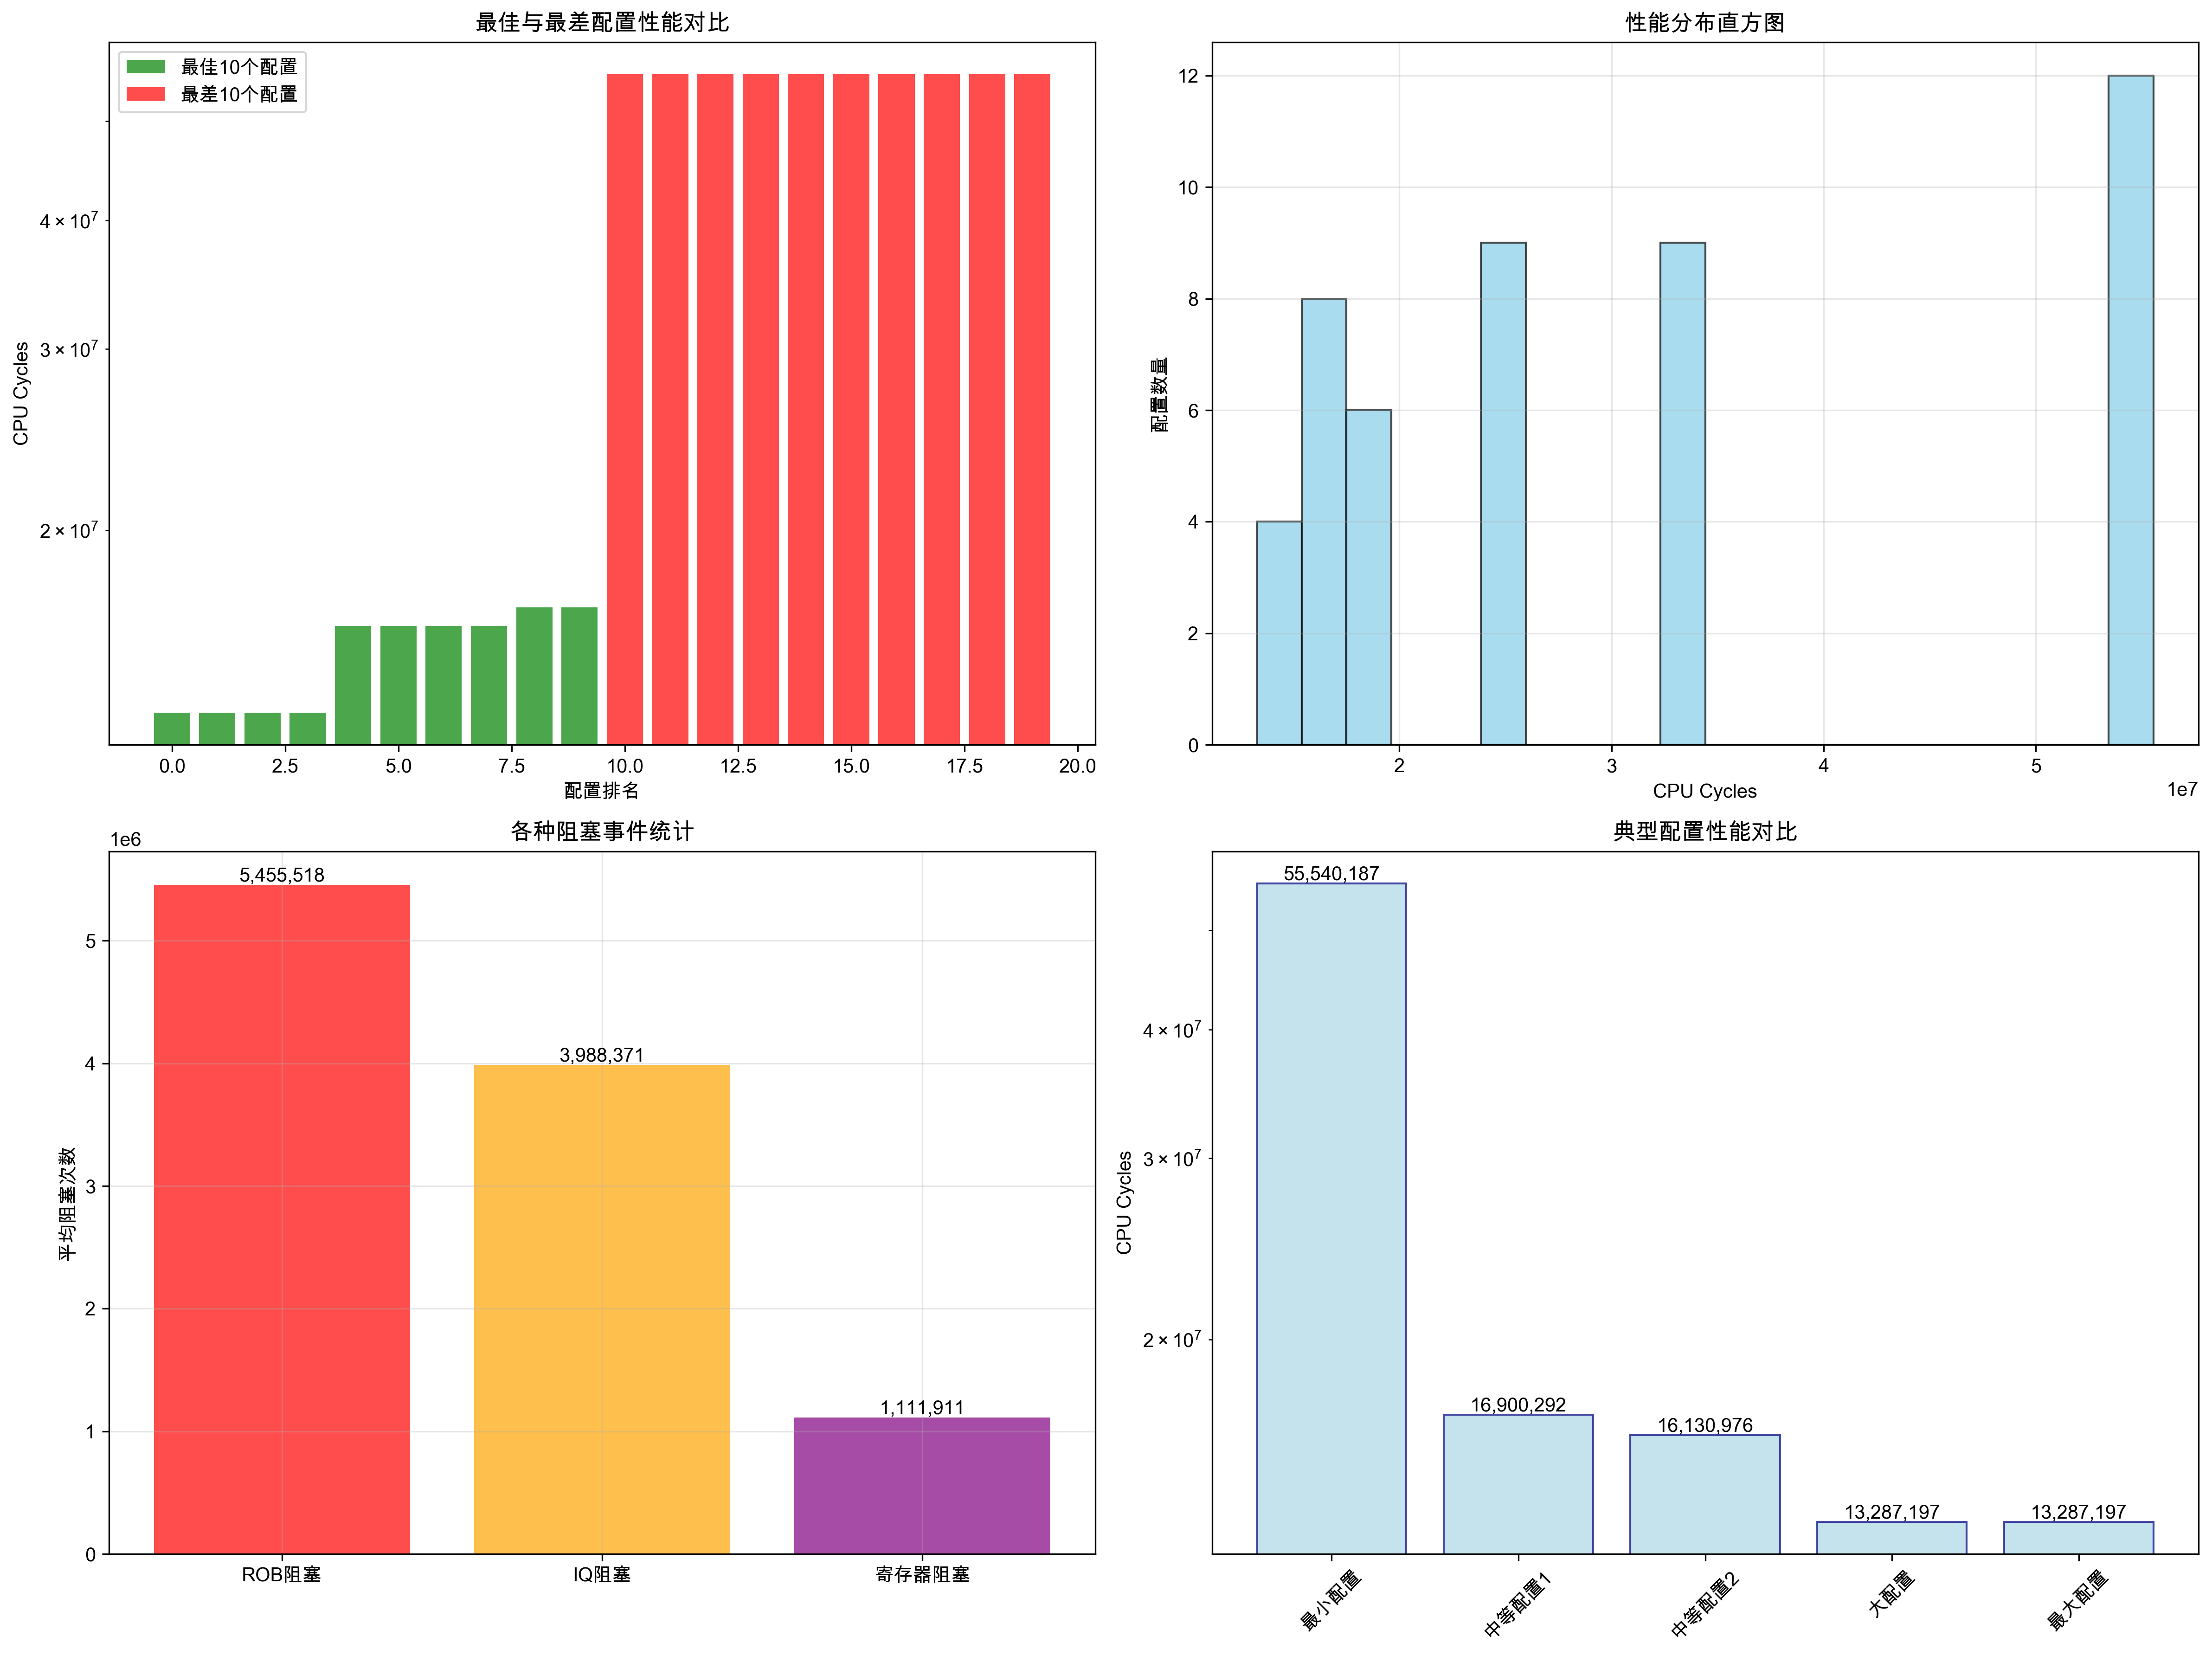 最佳与最差配置性能对比
最佳10个配置
最差10个配置
4 × 10^7
3 × 10^7
2 × 10^7
CPU Cycles
0.0 2.5 5.0 7.5 10.0 12.5 15.0 17.5 20.0
配置排名
性能分布直方图
12
10
8
6
4
2
0
配置数量
2 3 4 5
1e7
CPU Cycles
各种阻塞事件统计
1e6
5,455,518
3,988,371
1,111,911
5
4
3
2
1
0
平均阻塞次数
ROB阻塞 IQ阻塞 寄存器阻塞
典型配置性能对比
55,540,187
16,900,292
16,130,976
13,287,197
13,287,197
4 × 10^7
3 × 10^7
2 × 10^7
CPU Cycles
最小配置
中等配置1
中等配置2
大配置
最大配置